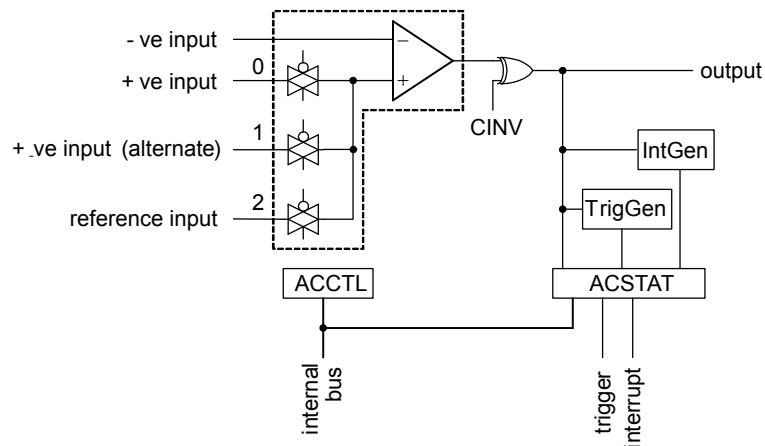 - ve input
−
0
+ ve input
+
output
CINV
1
+ -ve input (alternate)
IntGen
2
reference input
TrigGen
ACCTL
ACSTAT
internal
bus
trigger
interrupt